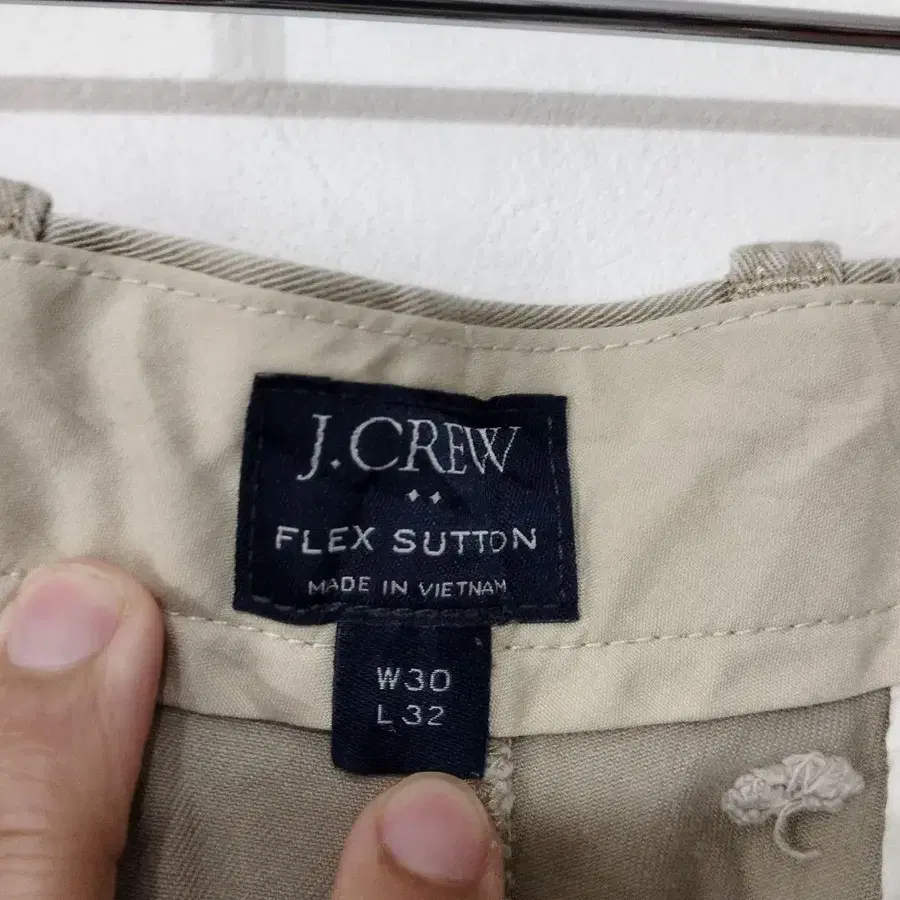 J.CREW
FLEX SUTTON
MADE IN VIETNAM
W30
L32